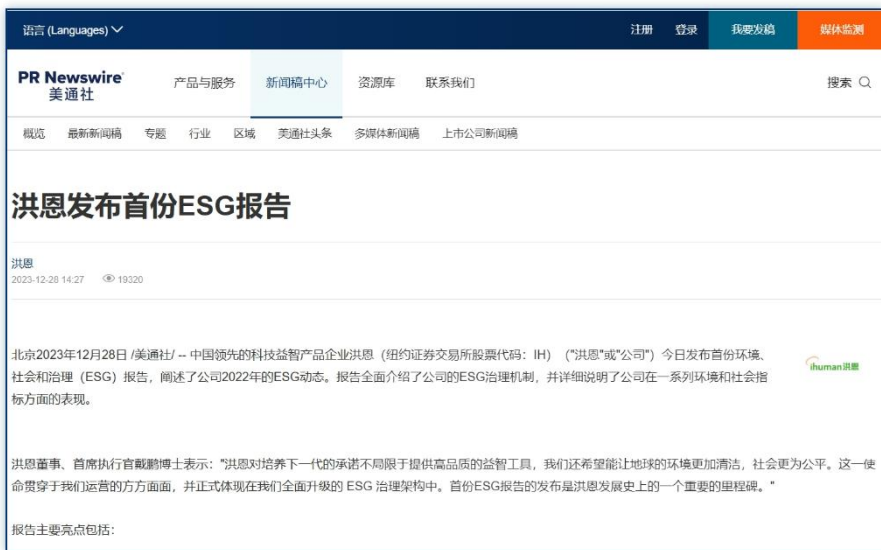 语言 (Languages)
注册
登录
我要发稿
媒体监测
PR Newswire
美通社
产品与服务
新闻稿中心
资源库
联系我们
搜索
概览
最新新闻稿
专题
行业
区域
美通社头条
多媒体新闻稿
上市公司新闻稿
洪恩发布首份ESG报告
洪恩
2023-12-28 14:27
19320
北京2023年12月28日 /美通社/ -- 中国领先的科技益智产品企业洪恩（纽约证券交易所股票代码：IH）（"洪恩"或"公司"）今日发布首份环境、
社会和治理（ESG）报告，阐述了公司2022年的ESG动态。报告全面介绍了公司的ESG治理机制，并详细说明了公司在一系列环境和社会指
标方面的表现。
ihuman洪恩
洪恩董事、首席执行官戴鹏博士表示："洪恩对培养下一代的承诺不局限于提供高品质的益智工具，我们还希望能让地球的环境更加清洁，社会更为公平。这一使
命贯穿于我们运营的方方面面，并正式体现在我们全面升级的 ESG 治理架构中。首份ESG报告的发布是洪恩发展史上的一个重要的里程碑。"
报告主要亮点包括：